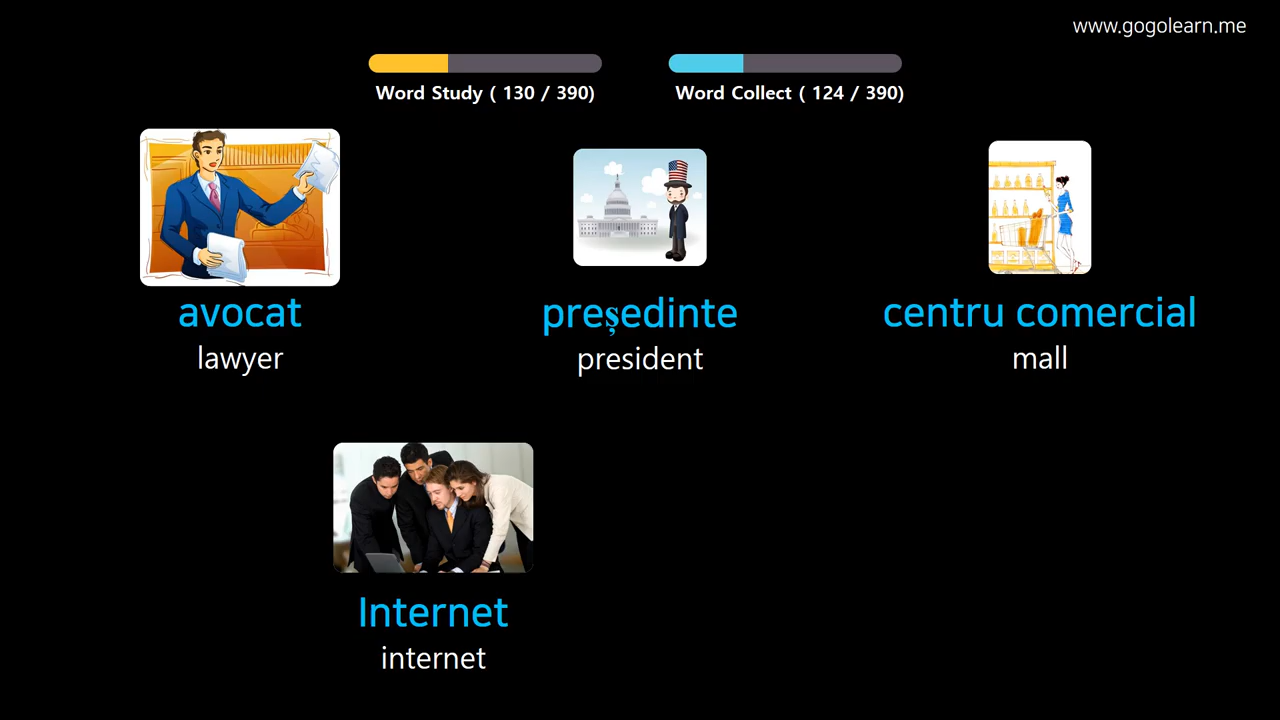 www.gogolearn.me
Word Study ( 130 / 390)
Word Collect ( 124 / 390)
avocat
lawyer
președinte
president
centru comercial
mall
Internet
internet